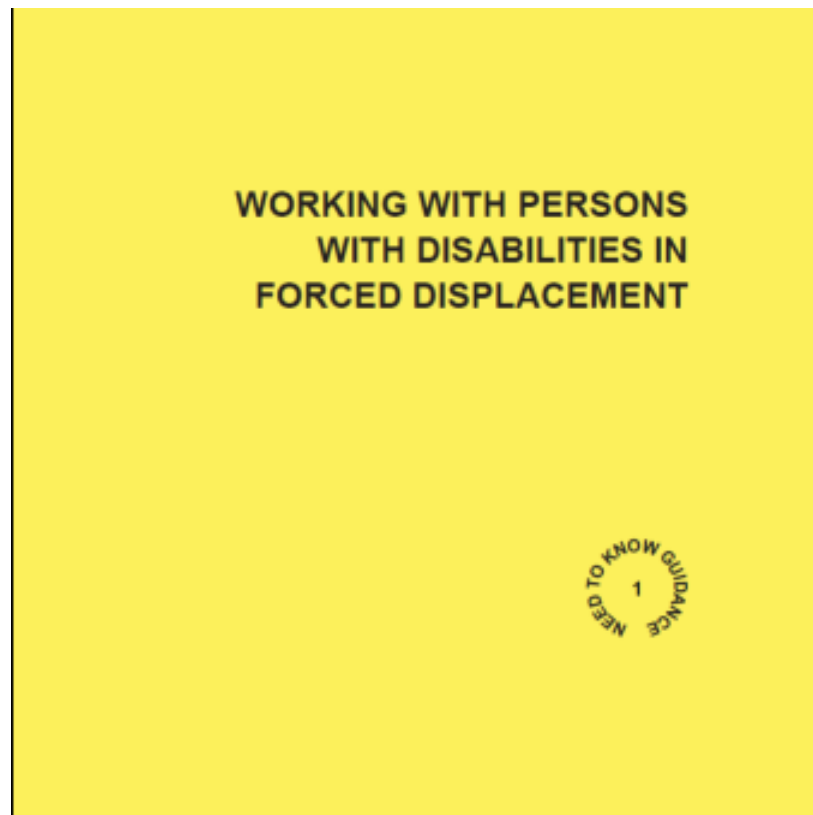 WORKING WITH PERSONS
WITH DISABILITIES IN
FORCED DISPLACEMENT
NEED TO KNOW GUIDANCE
1